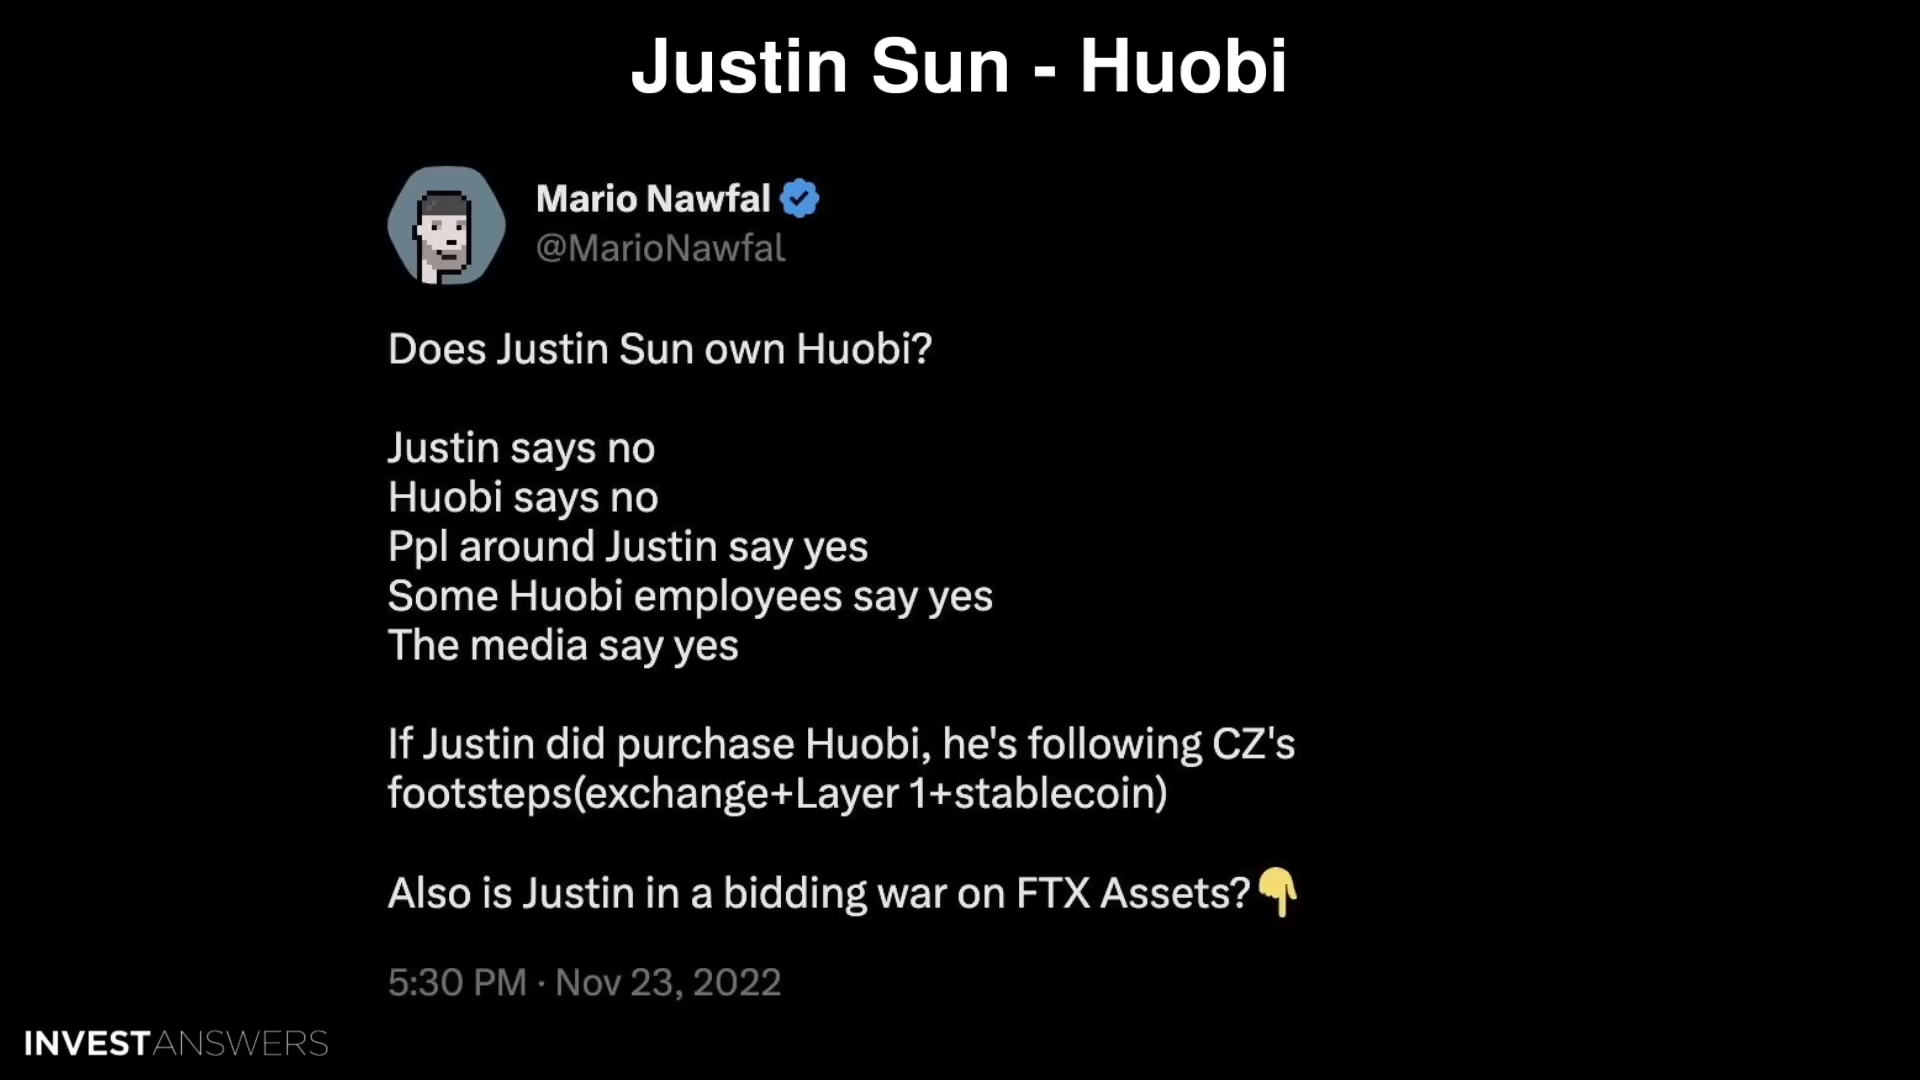 Justin Sun - Huobi
Mario Nawfal
@MarioNawfal
Does Justin Sun own Huobi?
Justin says no
Huobi says no
Ppl around Justin say yes
Some Huobi employees say yes
The media say yes
If Justin did purchase Huobi, he's following CZ's
footsteps(exchange+Layer 1+stablecoin)
Also is Justin in a bidding war on FTX Assets?👇
5:30 PM · Nov 23, 2022
INVESTANSWERS